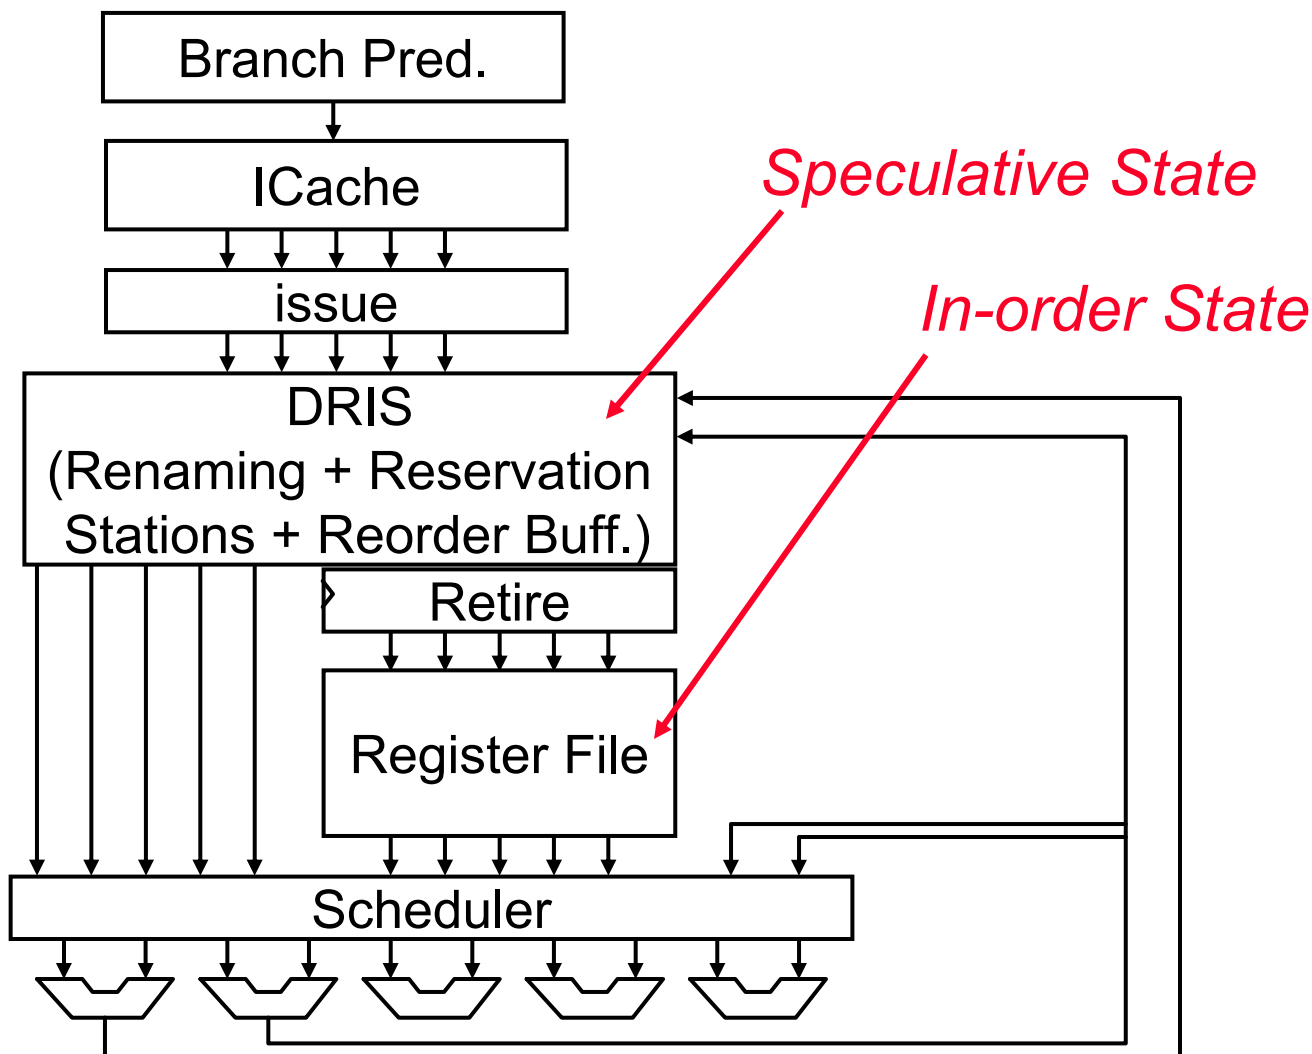 Branch Pred.
ICache
Speculative State
issue
In-order State
DRIS
(Renaming + Reservation
Stations + Reorder Buff.)
Retire
Register File
Scheduler